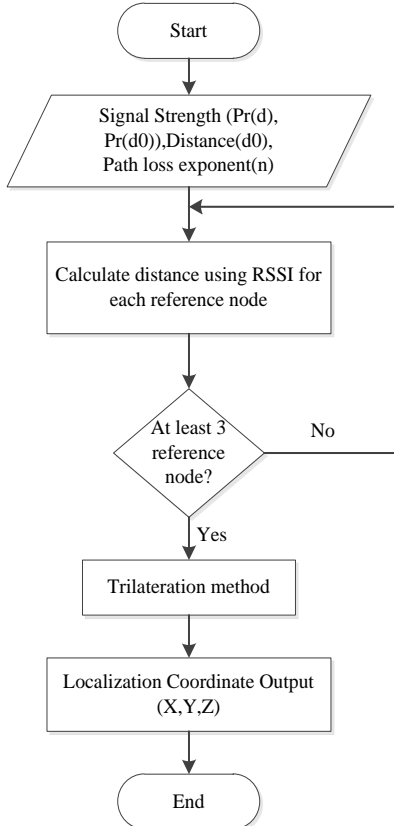 Start
Signal Strength (Pr(d),
Pr(d0)),Distance(d0),
Path loss exponent(n)
Calculate distance using RSSI for
each reference node
At least 3
reference
node?
No
Yes
Trilateration method
Localization Coordinate Output
(X,Y,Z)
End